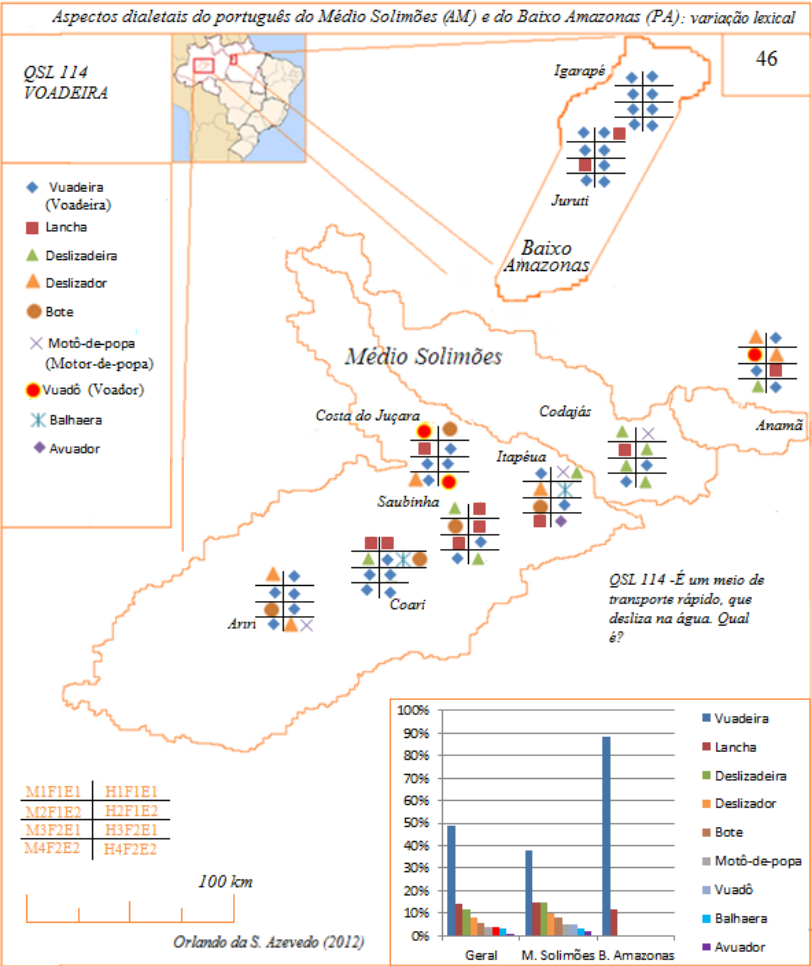 Aspectos dialetais do português do Médio Solimões (AM) e do Baixo Amazonas (PA): variação lexical
QSL 114
VOADEIRA
46
Igarapé
Juruti
Baixo
Amazonas
Vuadeira
(Voadeira)
Lancha
Deslizadeira
Deslizador
Bote
Motô-de-popa
(Motor-de-popa)
Vuadô (Voador)
Balhaera
Avuador
Médio Solimões
Costa do Juçara
Codajás
Anamã
Itapéua
Saubinha
Coari
Ariri
QSL 114 -É um meio de
transporte rápido, que
desliza na água. Qual
é?
M1F1E1 H1F1E1
M2F1E2 H2F1E2
M3F2E1 H3F2E1
M4F2E2 H4F2E2
100 km
Orlando da S. Azevedo (2012)
100%
90%
80%
70%
60%
50%
40%
30%
20%
10%
0%
Geral M. Solimões B. Amazonas
Vuadeira
Lancha
Deslizadeira
Deslizador
Bote
Motô-de-popa
Vuadô
Balhaera
Avuador